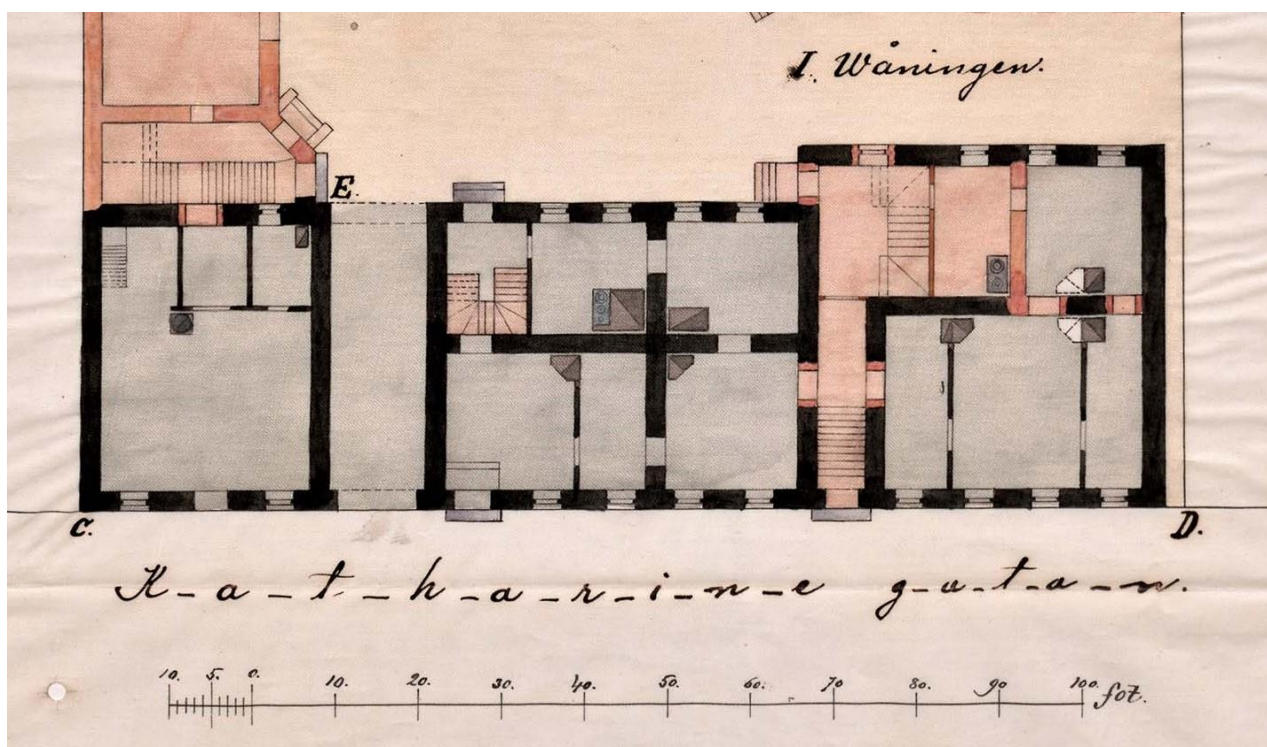 I. Wåningen.
E.
C.
D.
K-a-t-h-a-r-i-n-e g-a-t-a-n.
10. 5. 0. 10. 20. 30. 40. 50. 60. 70 80. 90 100. fot.